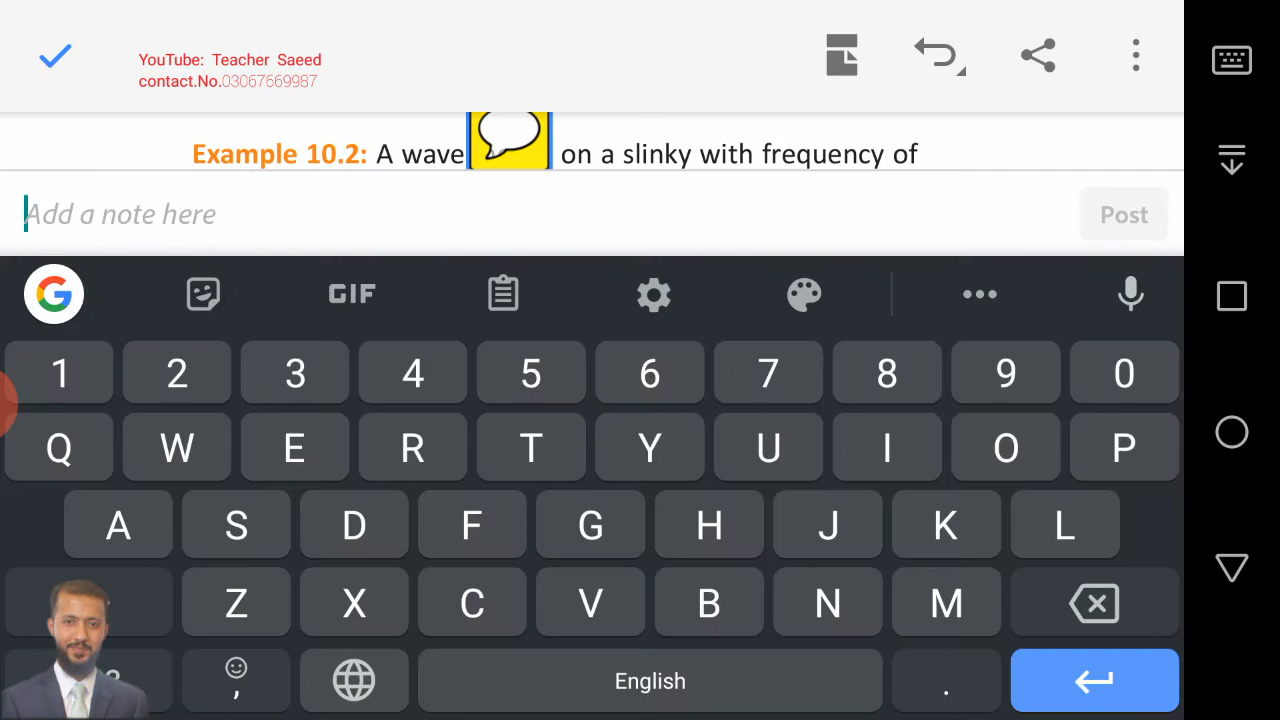 YouTube: Teacher Saeed
contact.No.03067669987
Example 10.2: A wave on a slinky with frequency of
Add a note here
Post
GIF
1 2 3 4 5 6 7 8 9 0
Q W E R T Y U I O P
A S D F G H J K L
Z X C V B N M
, English .